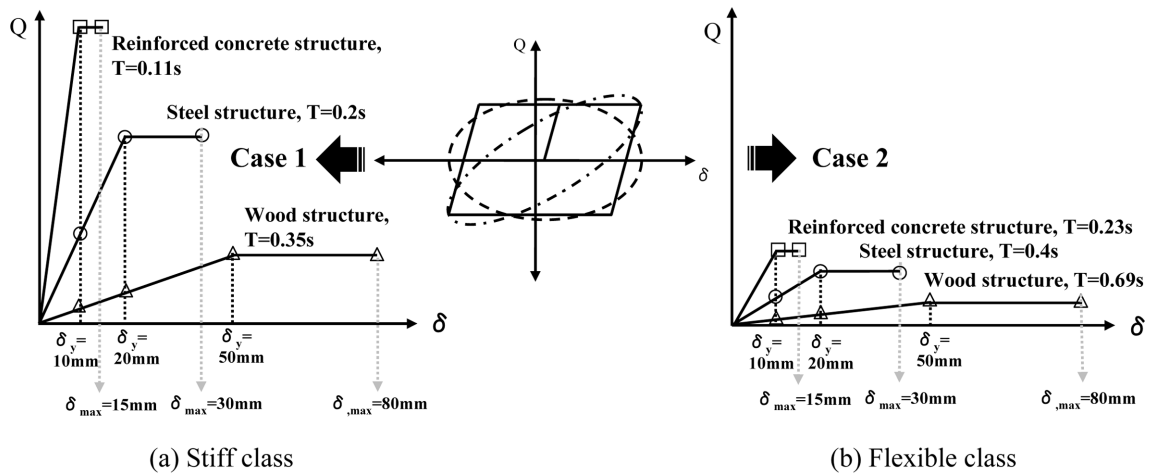 Q
Reinforced concrete structure,
T=0.11s
Steel structure, T=0.2s
Case 1
Wood structure,
T=0.35s
δ
δy=
10mm
δy=
20mm
δy=
50mm
δmax=15mm
δmax=30mm
δ,max=80mm
(a) Stiff class
Q
δ
Q
Case 2
Reinforced concrete structure, T=0.23s
Steel structure, T=0.4s
Wood structure, T=0.69s
δ
δy=
10mm
δy=
20mm
δy=
50mm
δmax=15mm
δmax=30mm
δ,max=80mm
(b) Flexible class